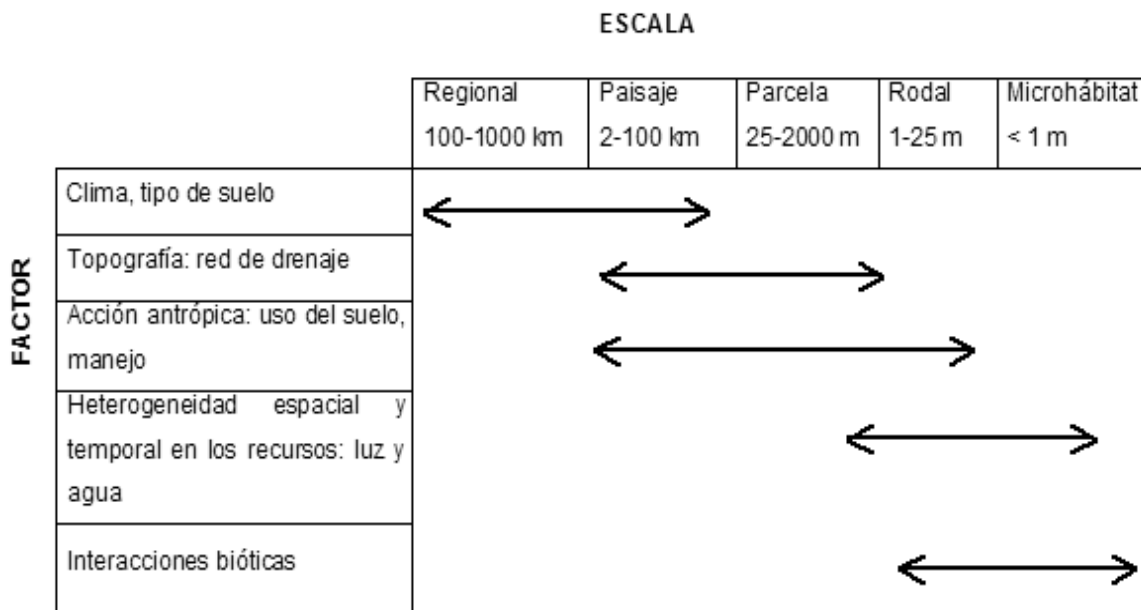 ESCALA
Regional
100-1000 km
Paisaje
2-100 km
Parcela
25-2000 m
Rodal
1-25 m
Microhábitat
< 1 m
FACTOR
Clima, tipo de suelo
Topografía: red de drenaje
Acción antrópica: uso del suelo,
manejo
Heterogeneidad espacial y
temporal en los recursos: luz y
agua
Interacciones bióticas